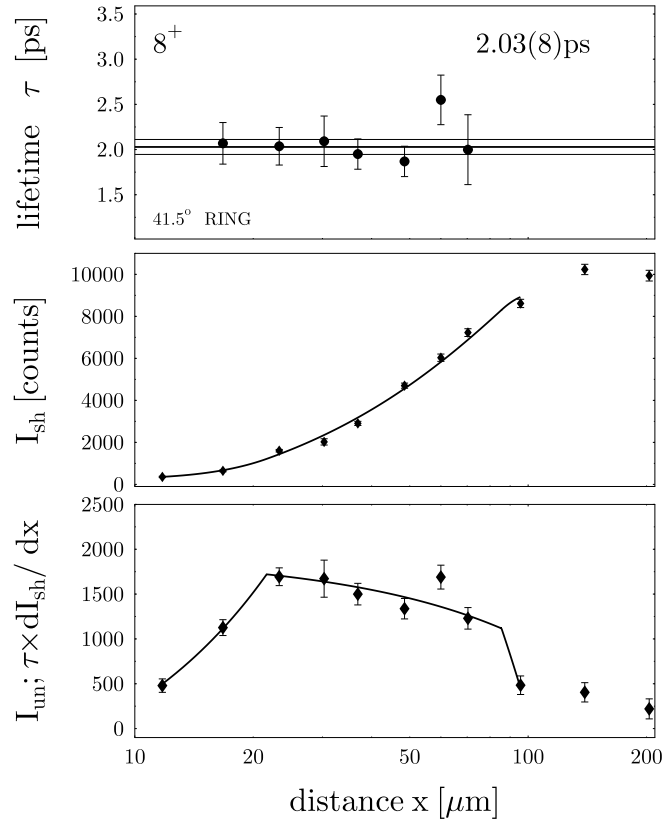 lifetime τ [ps]
3.5
3.0
2.5
2.0
1.5
8+ 2.03(8)ps
41.5° RING
I_sh [counts]
10000
8000
6000
4000
2000
0
I_un; τ×dI_sh/ dx
2500
2000
1500
1000
500
0
10 20 50 100 200
distance x [μm]